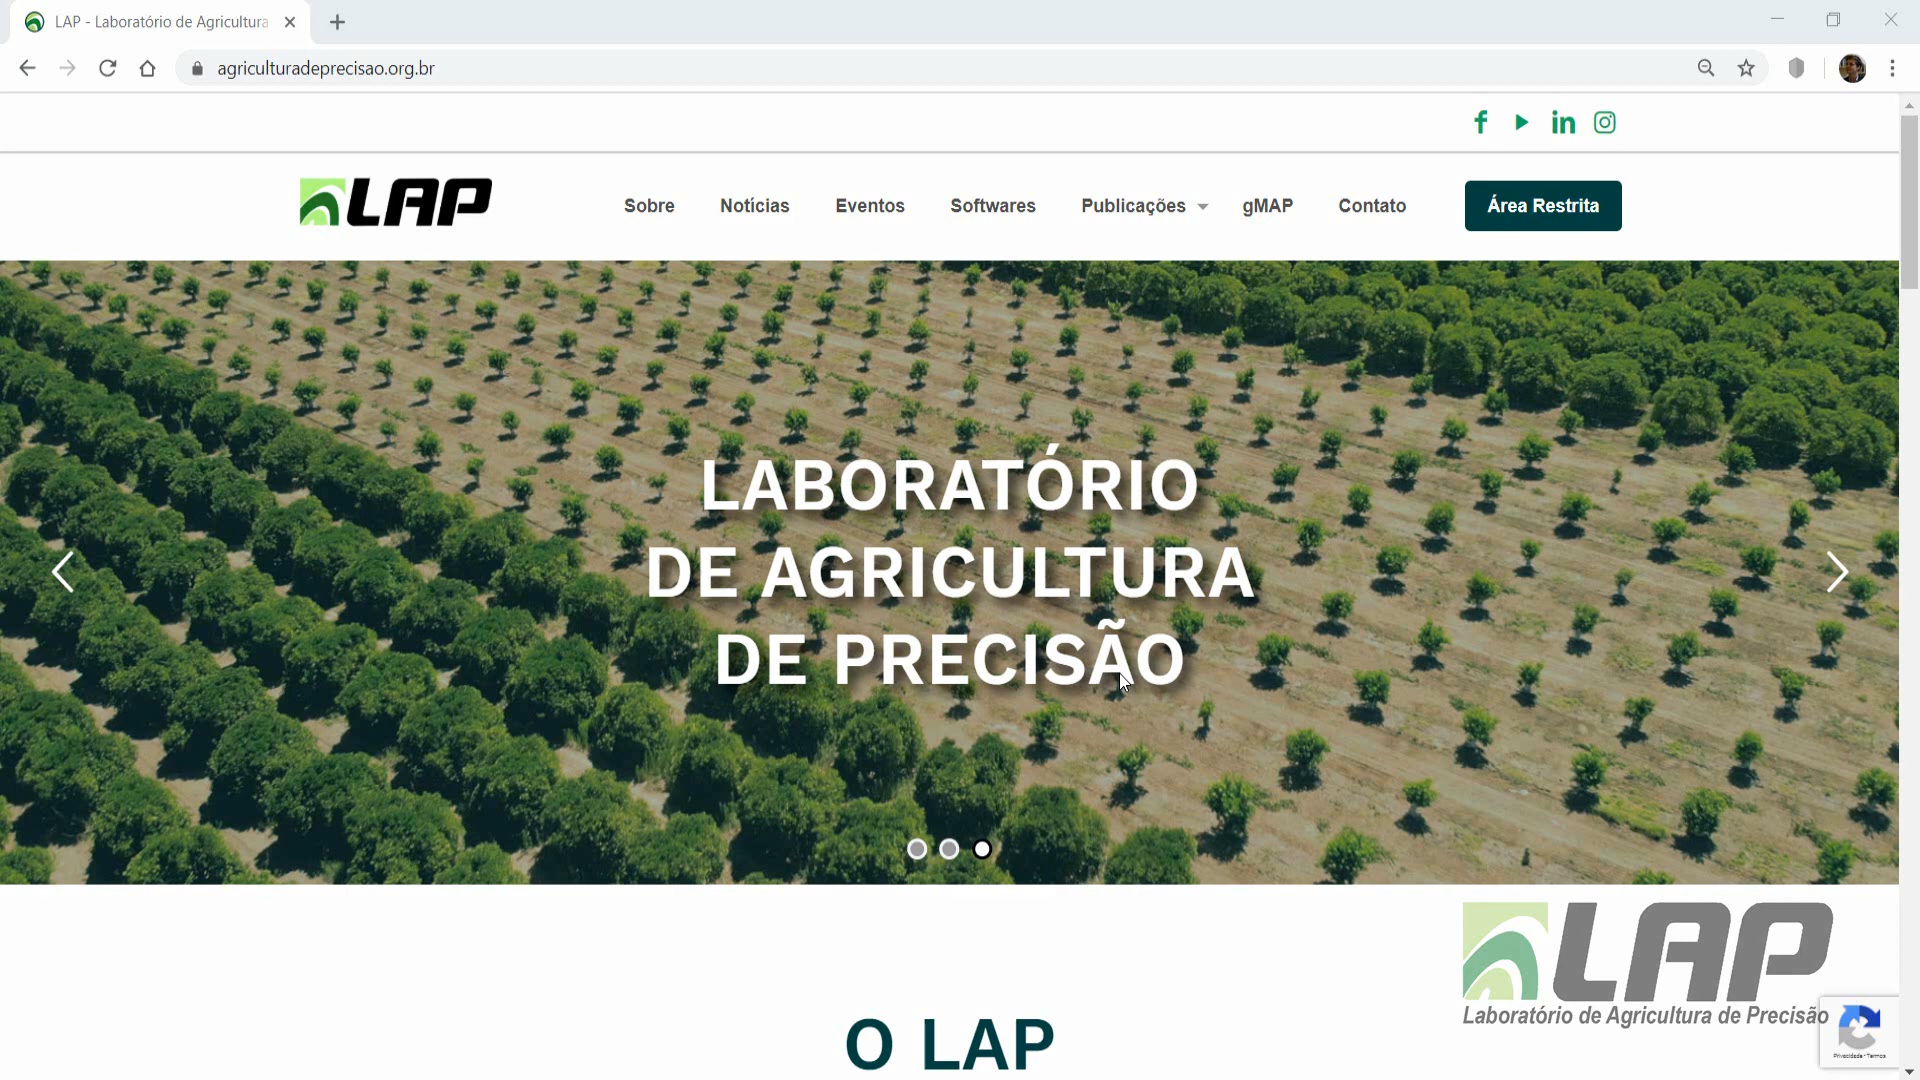 LAP - Laboratório de Agricultura
agriculturadeprecisao.org.br
LAP
Sobre
Notícias
Eventos
Softwares
Publicações
gMAP
Contato
Área Restrita
LABORATÓRIO
DE AGRICULTURA
DE PRECISÃO
LAP
Laboratório de Agricultura de Precisão
Privacidade - Termos
O LAP